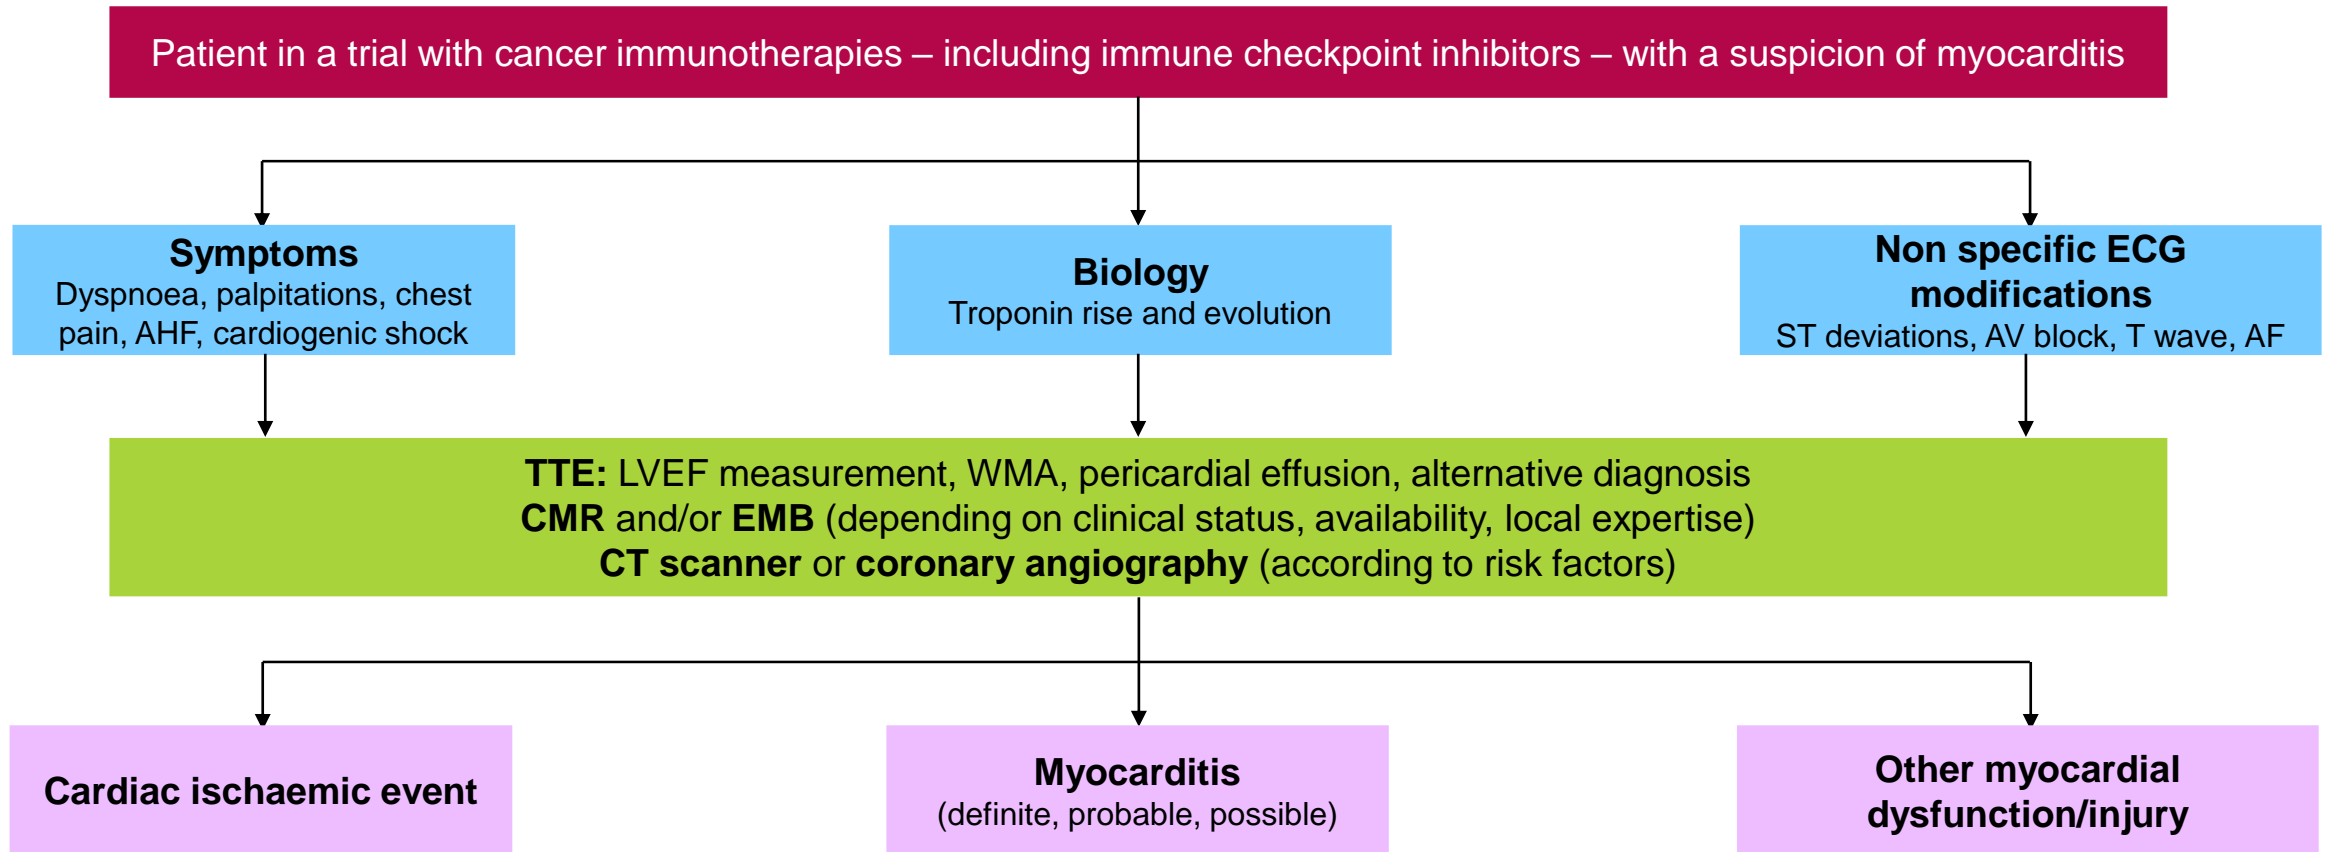 Patient in a trial with cancer immunotherapies – including immune checkpoint inhibitors – with a suspicion of myocarditis
Symptoms
Dyspnoea, palpitations, chest
pain, AHF, cardiogenic shock
Biology
Troponin rise and evolution
Non specific ECG
modifications
ST deviations, AV block, T wave, AF
TTE: LVEF measurement, WMA, pericardial effusion, alternative diagnosis
CMR and/or EMB (depending on clinical status, availability, local expertise)
CT scanner or coronary angiography (according to risk factors)
Cardiac ischaemic event
Myocarditis
(definite, probable, possible)
Other myocardial
dysfunction/injury